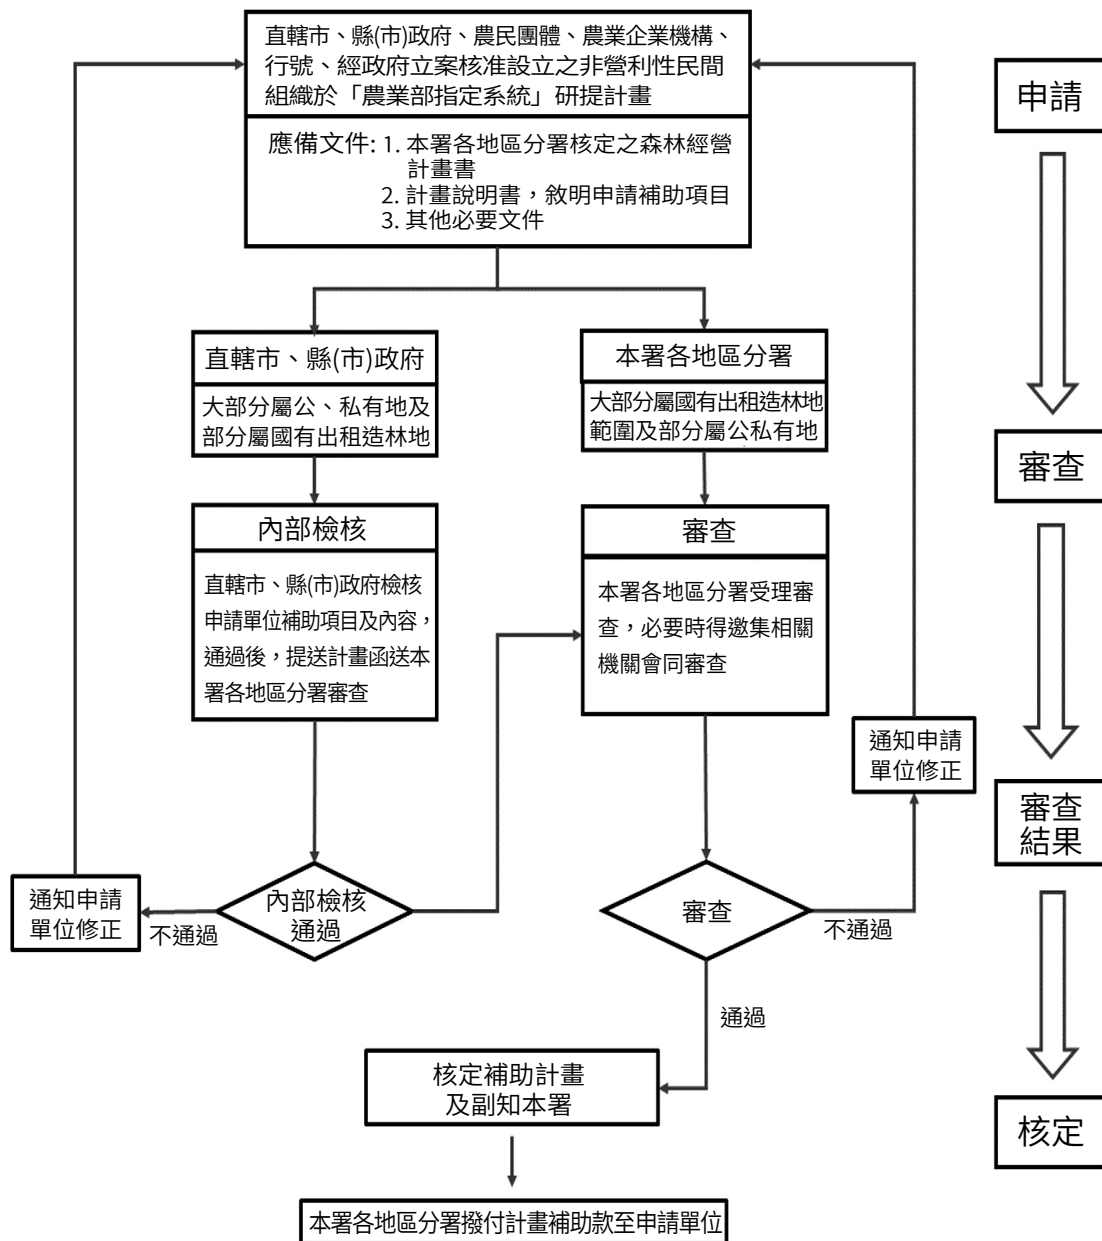 直轄市、縣(市)政府、農民團體、農業企業機構、
行號、經政府立案核准設立之非營利性民間
組織於「農業部指定系統」研提計畫
應備文件: 1. 本署各地區分署核定之森林經營
計畫書
2. 計畫說明書，敘明申請補助項目
3. 其他必要文件
申請
直轄市、縣(市)政府
大部分屬公、私有地及
部分屬國有出租造林地
本署各地區分署
大部分屬國有出租造林地
範圍及部分屬公私有地
審查
內部檢核
直轄市、縣(市)政府檢核
申請單位補助項目及內容，
通過後，提送計畫函送本
署各地區分署審查
審查
本署各地區分署受理審
查，必要時得邀集相關
機關會同審查
通知申請
單位修正
審查
結果
通知申請
單位修正
不通過
內部檢核
通過
審查
不通過
通過
核定補助計畫
及副知本署
核定
本署各地區分署撥付計畫補助款至申請單位